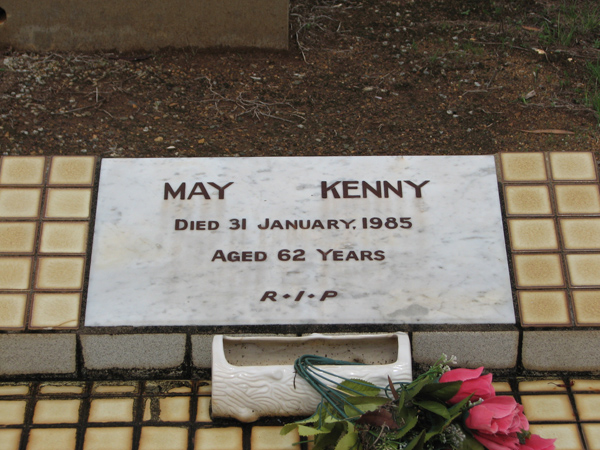 MAY KENNY
DIED 31 JANUARY, 1985
AGED 62 YEARS
R·I·P